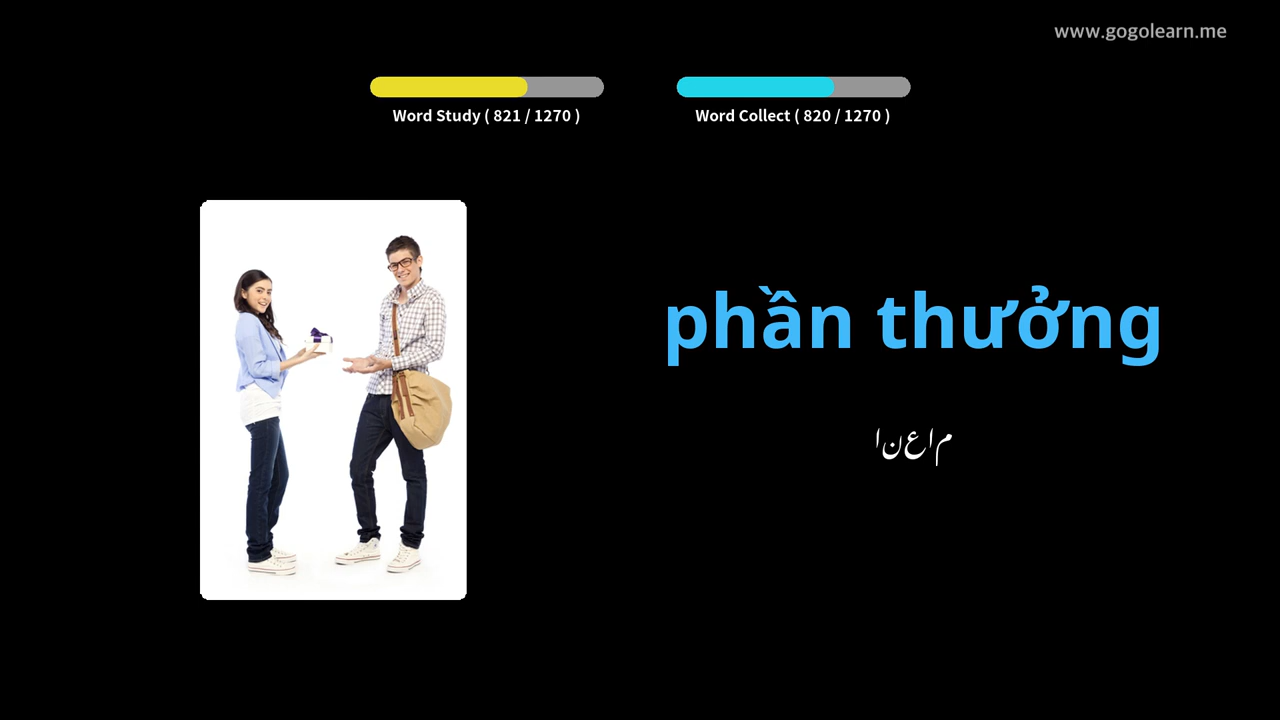 www.gogolearn.me
Word Study ( 821 / 1270 )
Word Collect ( 820 / 1270 )
phần thưởng
انعام